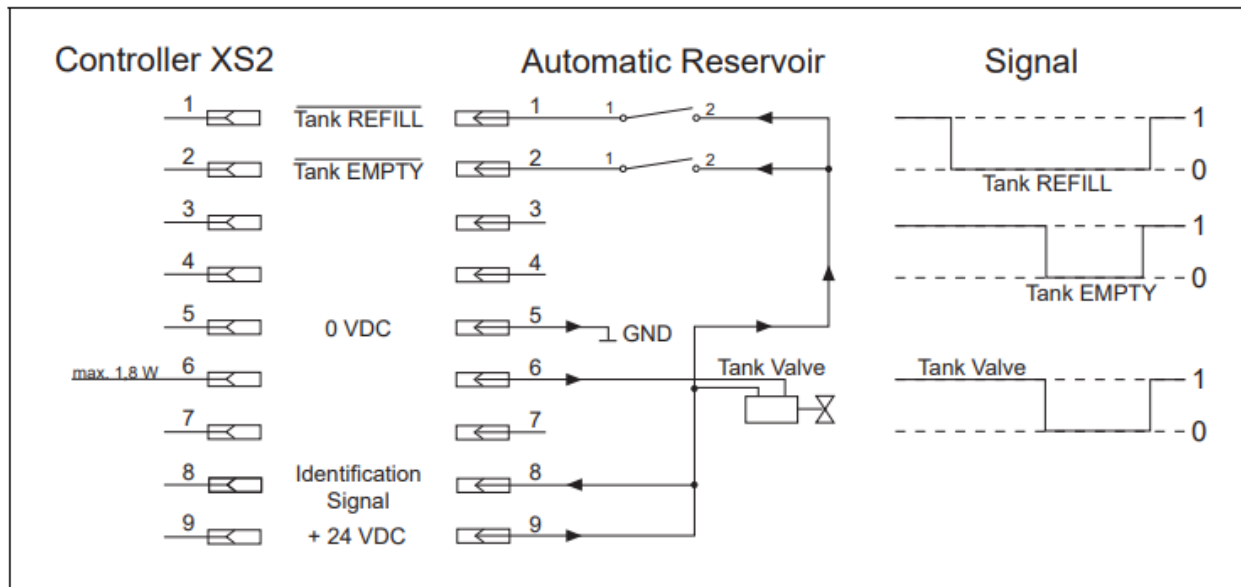 Controller XS2
Automatic Reservoir
Signal
1 Tank REFILL 1 1 2 1
0
Tank REFILL
2 Tank EMPTY 2 1 2
3 3 1
4 4 0
Tank EMPTY
5 0 VDC 5 GND
max. 1,8 W 6 6 Tank Valve Tank Valve 1
7 7 0
8 Identification 8
Signal
9 + 24 VDC 9